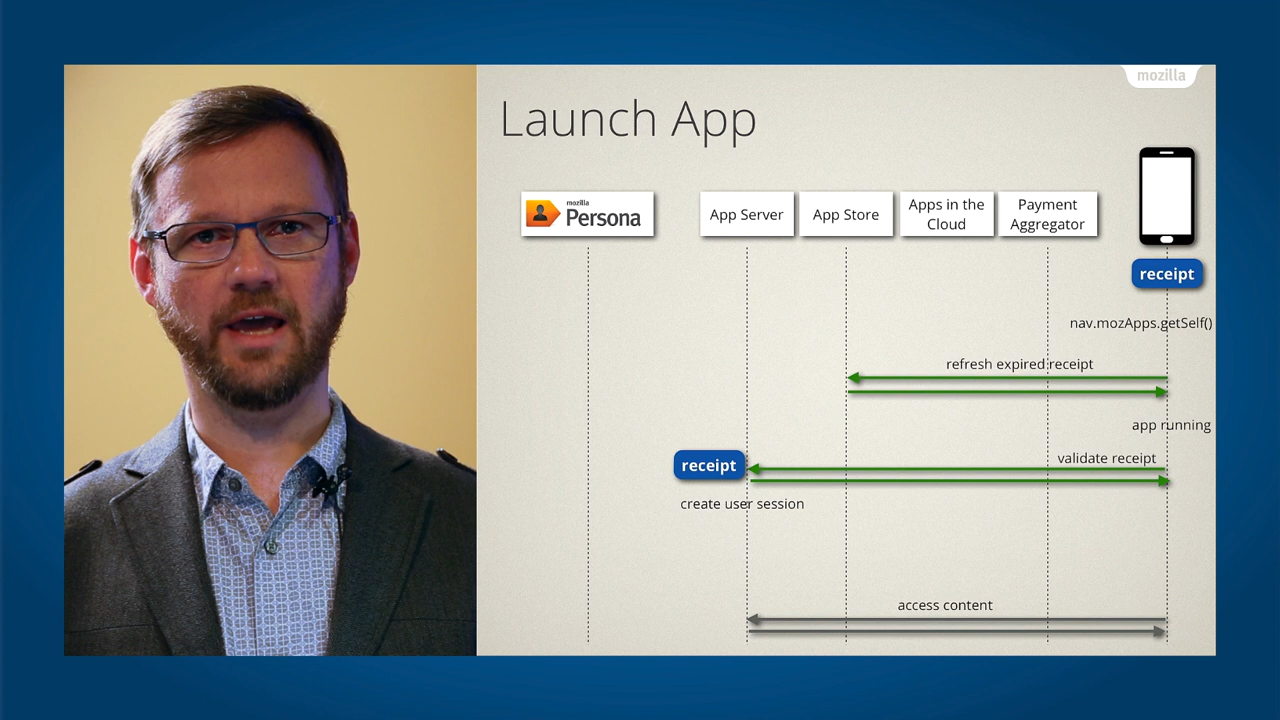 mozilla
Launch App
mozilla
Persona
App Server
App Store
Apps in the
Cloud
Payment
Aggregator
receipt
nav.mozApps.getSelf()
refresh expired receipt
app running
validate receipt
receipt
create user session
access content